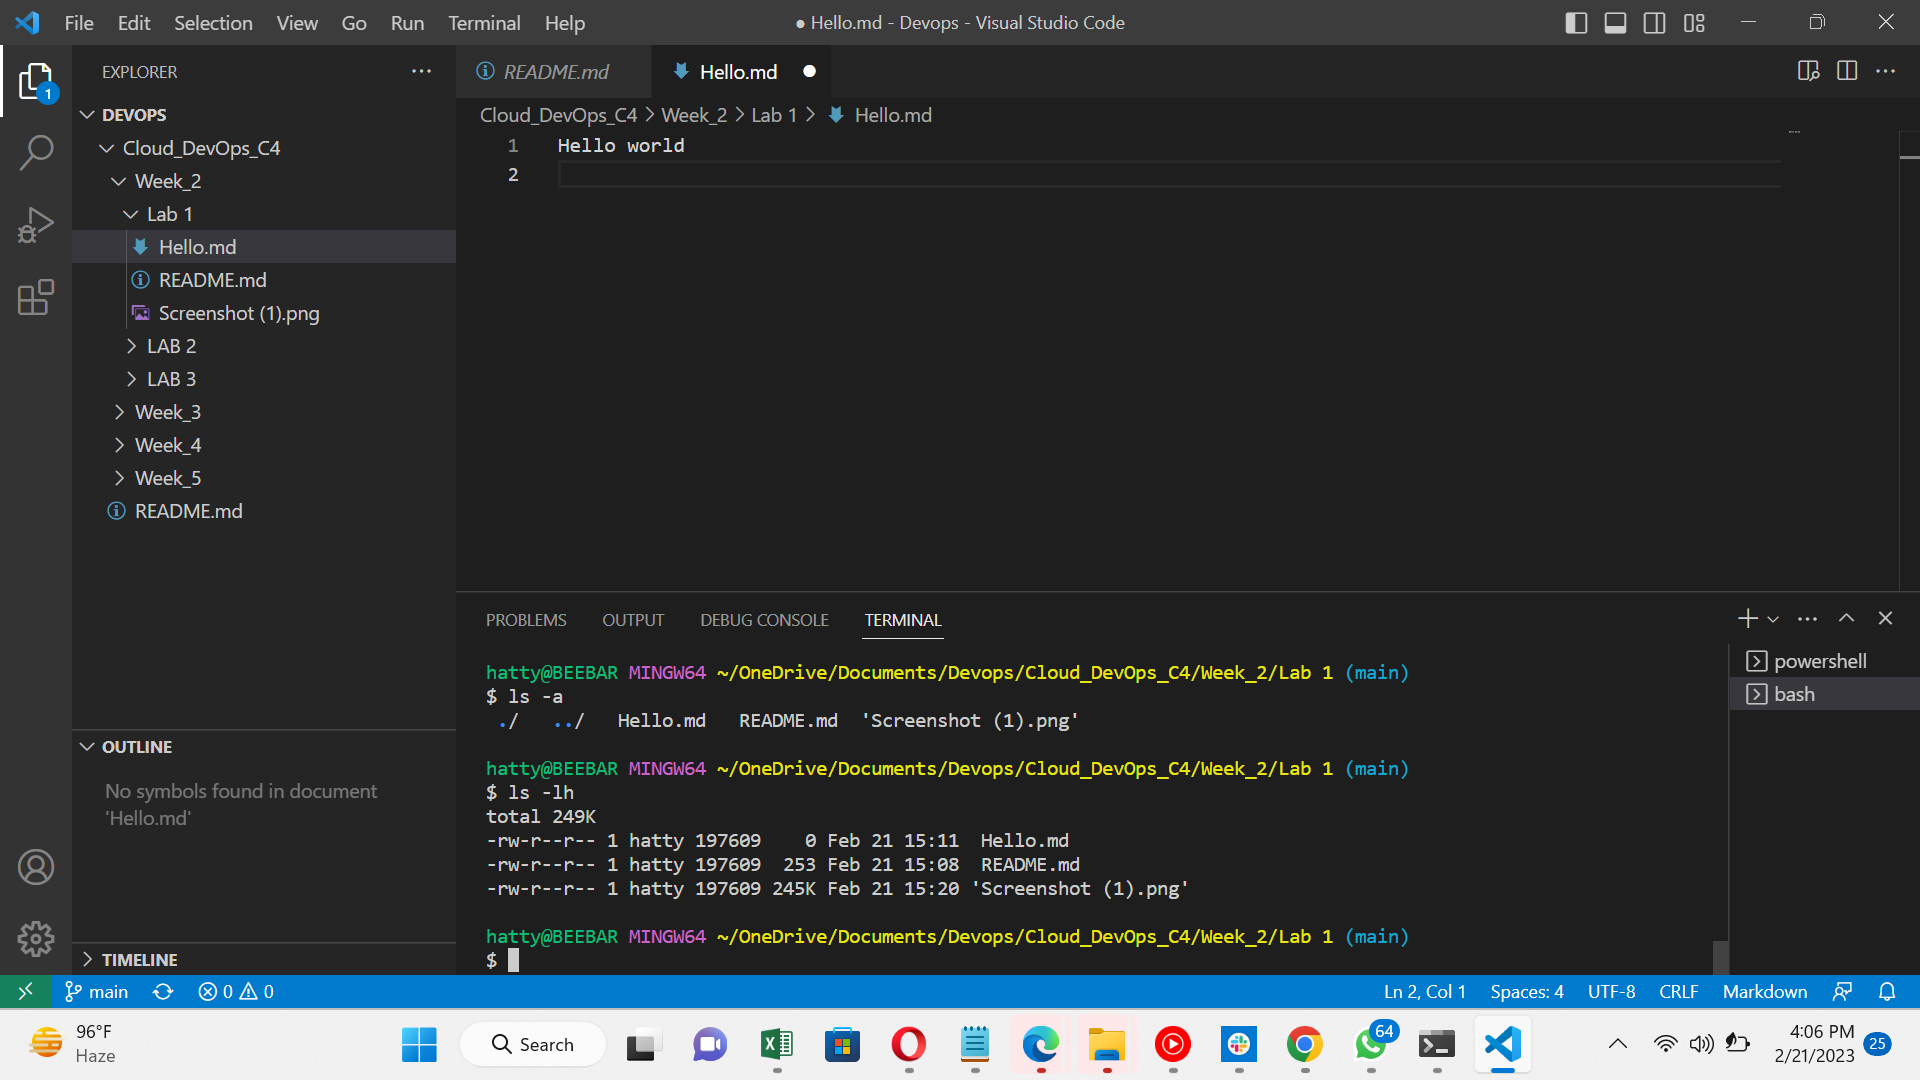 File Edit Selection View Go Run Terminal Help
● Hello.md - Devops - Visual Studio Code
EXPLORER
DEVOPS
Cloud_DevOps_C4
Week_2
Lab 1
Hello.md
README.md
Screenshot (1).png
LAB 2
LAB 3
Week_3
Week_4
Week_5
README.md
OUTLINE
No symbols found in document
'Hello.md'
TIMELINE
1
README.md
Hello.md
Cloud_DevOps_C4 > Week_2 > Lab 1 > Hello.md
1 Hello world
2
PROBLEMS OUTPUT DEBUG CONSOLE TERMINAL
hatty@BEEBAR MINGW64 ~/OneDrive/Documents/Devops/Cloud_DevOps_C4/Week_2/Lab 1 (main)
$ ls -a
./ ../ Hello.md README.md 'Screenshot (1).png'
hatty@BEEBAR MINGW64 ~/OneDrive/Documents/Devops/Cloud_DevOps_C4/Week_2/Lab 1 (main)
$ ls -lh
total 249K
-rw-r--r-- 1 hatty 197609 0 Feb 21 15:11 Hello.md
-rw-r--r-- 1 hatty 197609 253 Feb 21 15:08 README.md
-rw-r--r-- 1 hatty 197609 245K Feb 21 15:20 'Screenshot (1).png'
hatty@BEEBAR MINGW64 ~/OneDrive/Documents/Devops/Cloud_DevOps_C4/Week_2/Lab 1 (main)
$
powershell
bash
main 0 0 Ln 2, Col 1 Spaces: 4 UTF-8 CRLF Markdown
96°F
Haze
Search
64
4:06 PM
2/21/2023
25